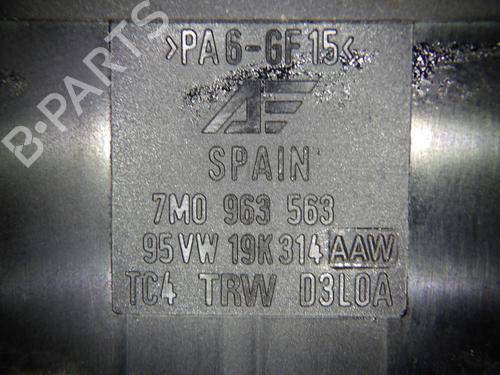 >PA6-GF15<
SPAIN
7M0 963 563
95VW 19K314 AAW
TC4 TRW D3L0A
B-PARTS